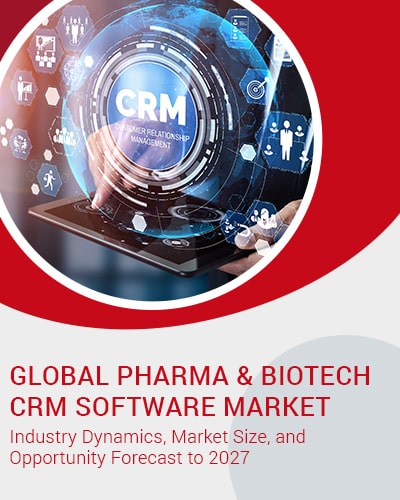 CRM
CUSTOMER RELATIONSHIP
MANAGEMENT
GLOBAL PHARMA & BIOTECH
CRM SOFTWARE MARKET
Industry Dynamics, Market Size, and
Opportunity Forecast to 2027